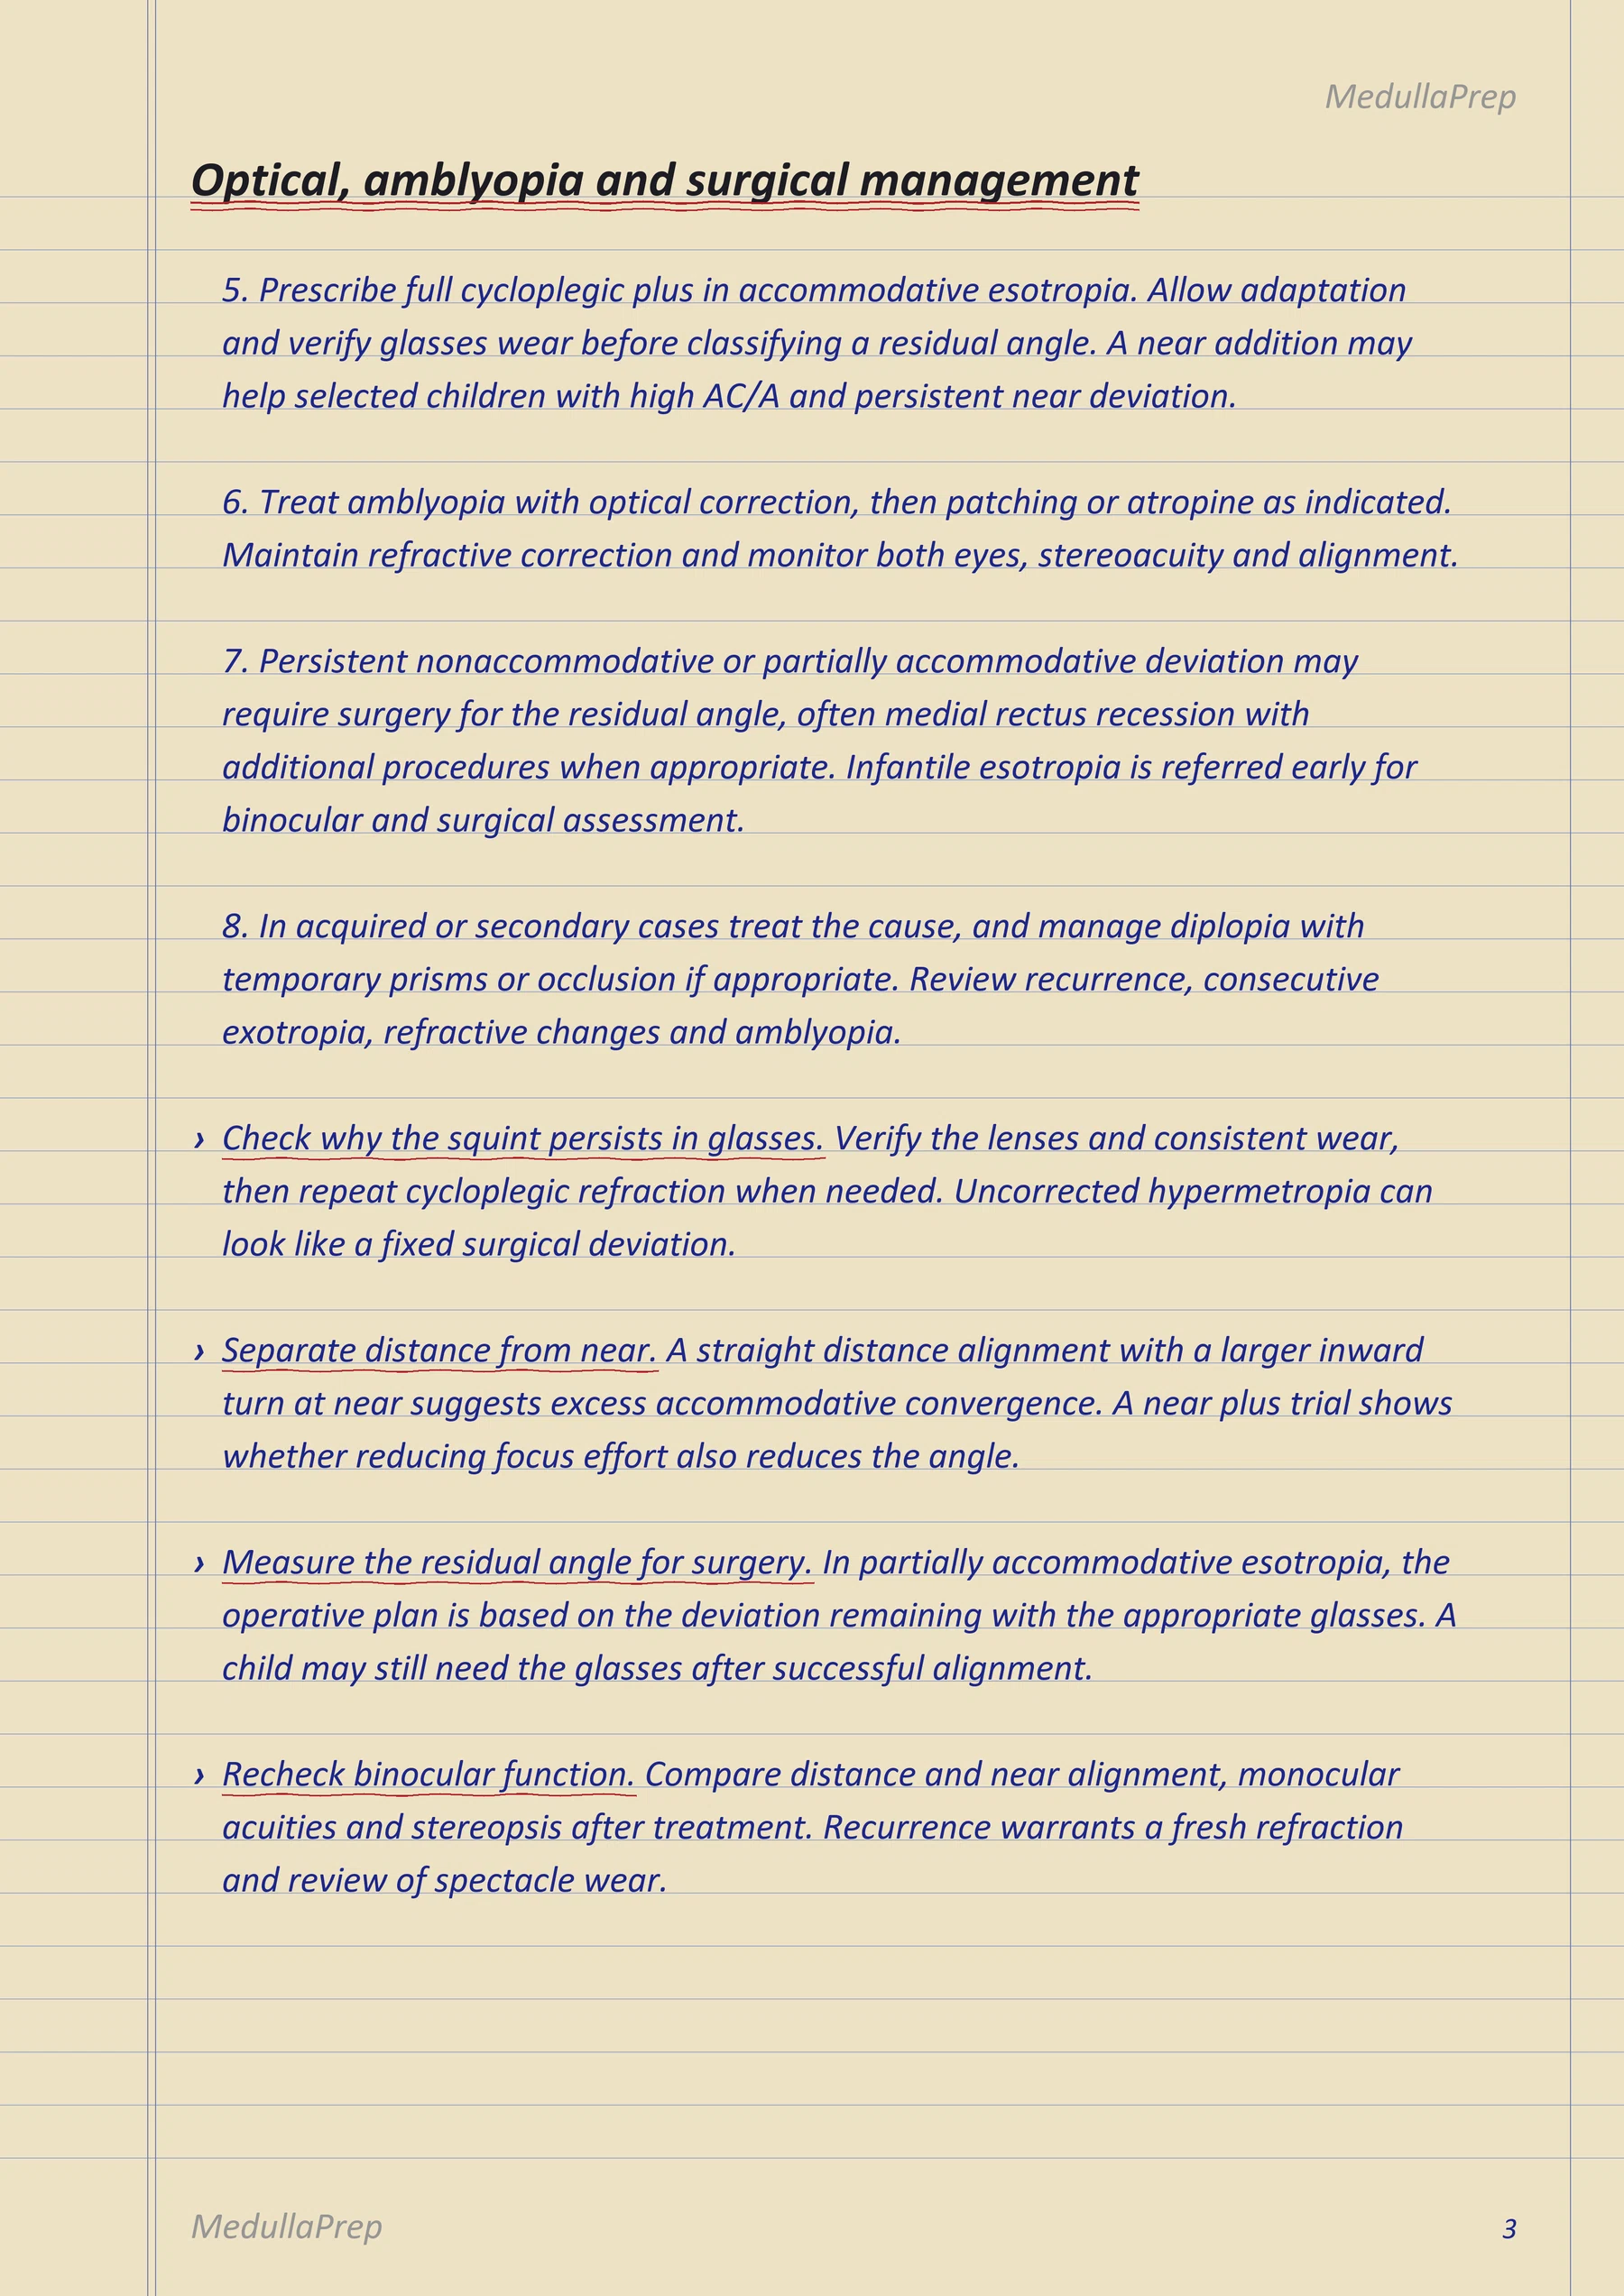 MedullaPrep
Optical, amblyopia and surgical management
5. Prescribe full cycloplegic plus in accommodative esotropia. Allow adaptation
and verify glasses wear before classifying a residual angle. A near addition may
help selected children with high AC/A and persistent near deviation.
6. Treat amblyopia with optical correction, then patching or atropine as indicated.
Maintain refractive correction and monitor both eyes, stereoacuity and alignment.
7. Persistent nonaccommodative or partially accommodative deviation may
require surgery for the residual angle, often medial rectus recession with
additional procedures when appropriate. Infantile esotropia is referred early for
binocular and surgical assessment.
8. In acquired or secondary cases treat the cause, and manage diplopia with
temporary prisms or occlusion if appropriate. Review recurrence, consecutive
exotropia, refractive changes and amblyopia.
› Check why the squint persists in glasses. Verify the lenses and consistent wear,
then repeat cycloplegic refraction when needed. Uncorrected hypermetropia can
look like a fixed surgical deviation.
› Separate distance from near. A straight distance alignment with a larger inward
turn at near suggests excess accommodative convergence. A near plus trial shows
whether reducing focus effort also reduces the angle.
› Measure the residual angle for surgery. In partially accommodative esotropia, the
operative plan is based on the deviation remaining with the appropriate glasses. A
child may still need the glasses after successful alignment.
› Recheck binocular function. Compare distance and near alignment, monocular
acuities and stereopsis after treatment. Recurrence warrants a fresh refraction
and review of spectacle wear.
MedullaPrep
3